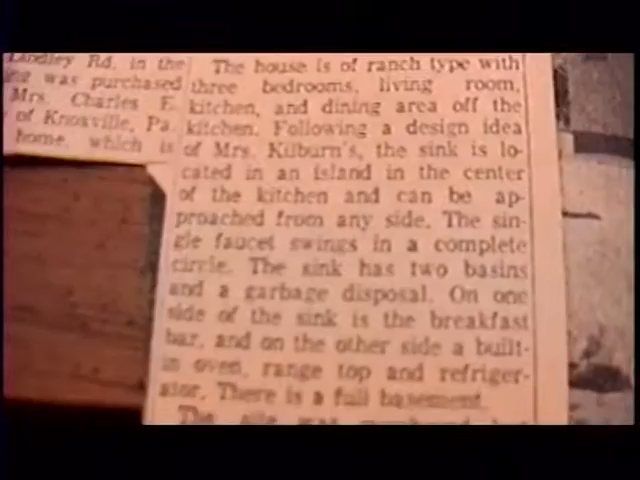 Lindley Rd. in the
was purchased
Mrs. Charles E.
of Knoxville, Pa.
home, which is
The house is of ranch type with
three bedrooms, living room,
kitchen, and dining area off the
kitchen. Following a design idea
of Mrs. Kilburn's, the sink is lo-
cated in an island in the center
of the kitchen and can be ap-
proached from any side. The sin-
gle faucet swings in a complete
circle. The sink has two basins
and a garbage disposal. On one
side of the sink is the breakfast
bar, and on the other side a built-
in oven, range top and refriger-
ator. There is a full basement.
The site was